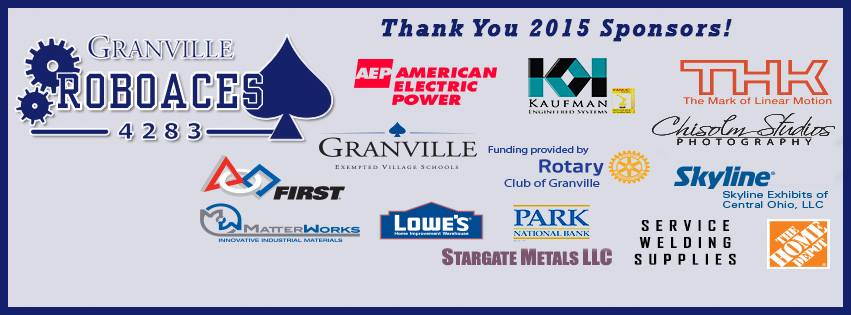 Thank You 2015 Sponsors!
GRANVILLE
ROBOACES
4283
AEP AMERICAN
ELECTRIC
POWER
KAUFMAN
ENGINEERED SYSTEMS
THK
The Mark of Linear Motion
Chisolm Studios
PHOTOGRAPHY
GRANVILLE
EXEMPTED VILLAGE SCHOOLS
Funding provided by
Rotary
Club of Granville
Skyline
Skyline Exhibits of
Central Ohio, LLC
FIRST
MATTERWORKS
INNOVATIVE INDUSTRIAL MATERIALS
LOWE'S
Home Improvement Warehouse
PARK
NATIONAL BANK
STARGATE METALS LLC
SERVICE
WELDING
SUPPLIES
THE
HOME
DEPOT